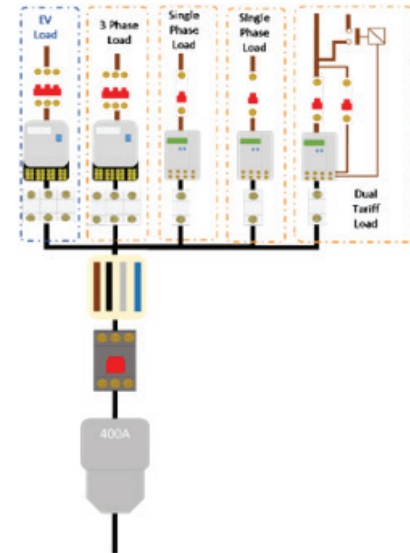 EV
Load
3 Phase
Load
Single
Phase
Load
Single
Phase
Load
Dual
Tariff
Load
400A